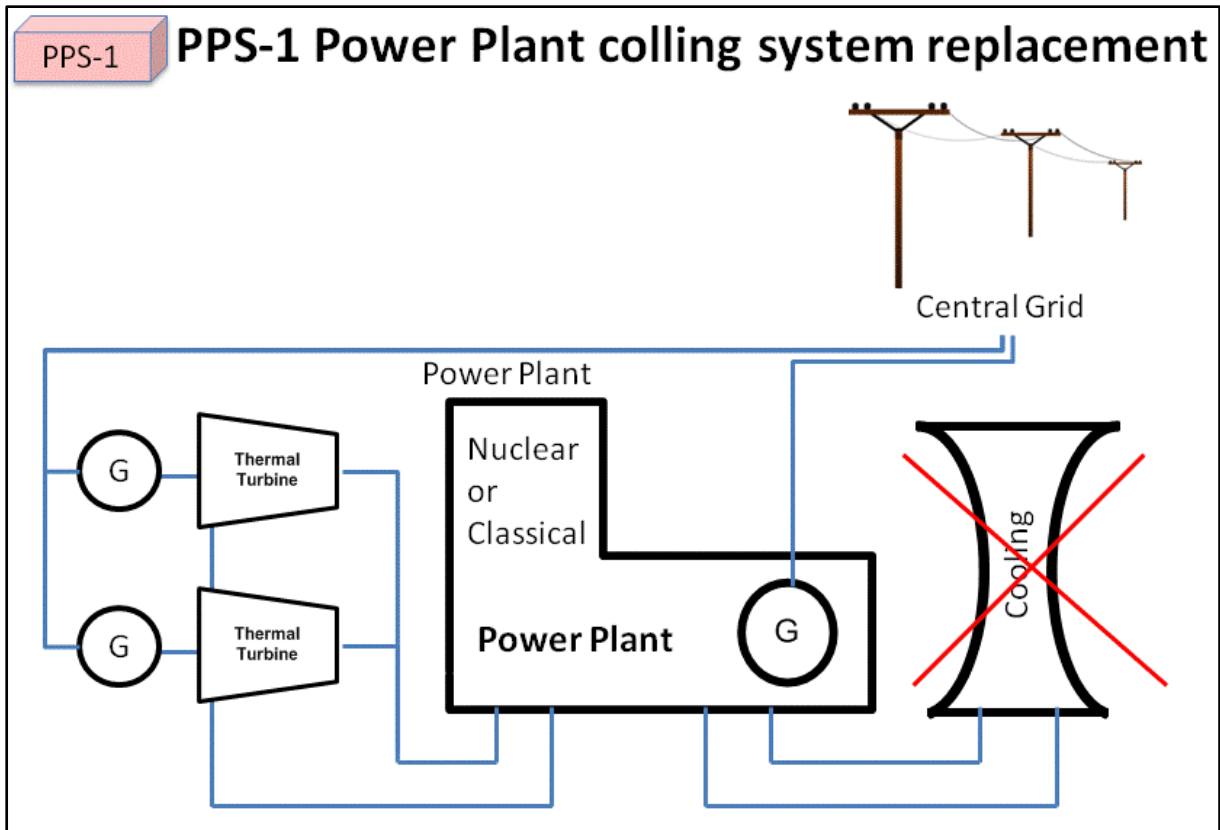 PPS-1
PPS-1 Power Plant colling system replacement
Central Grid
Power Plant
Nuclear
or
Classical
G
Thermal
Turbine
G
Thermal
Turbine
Power Plant
G
Cooling